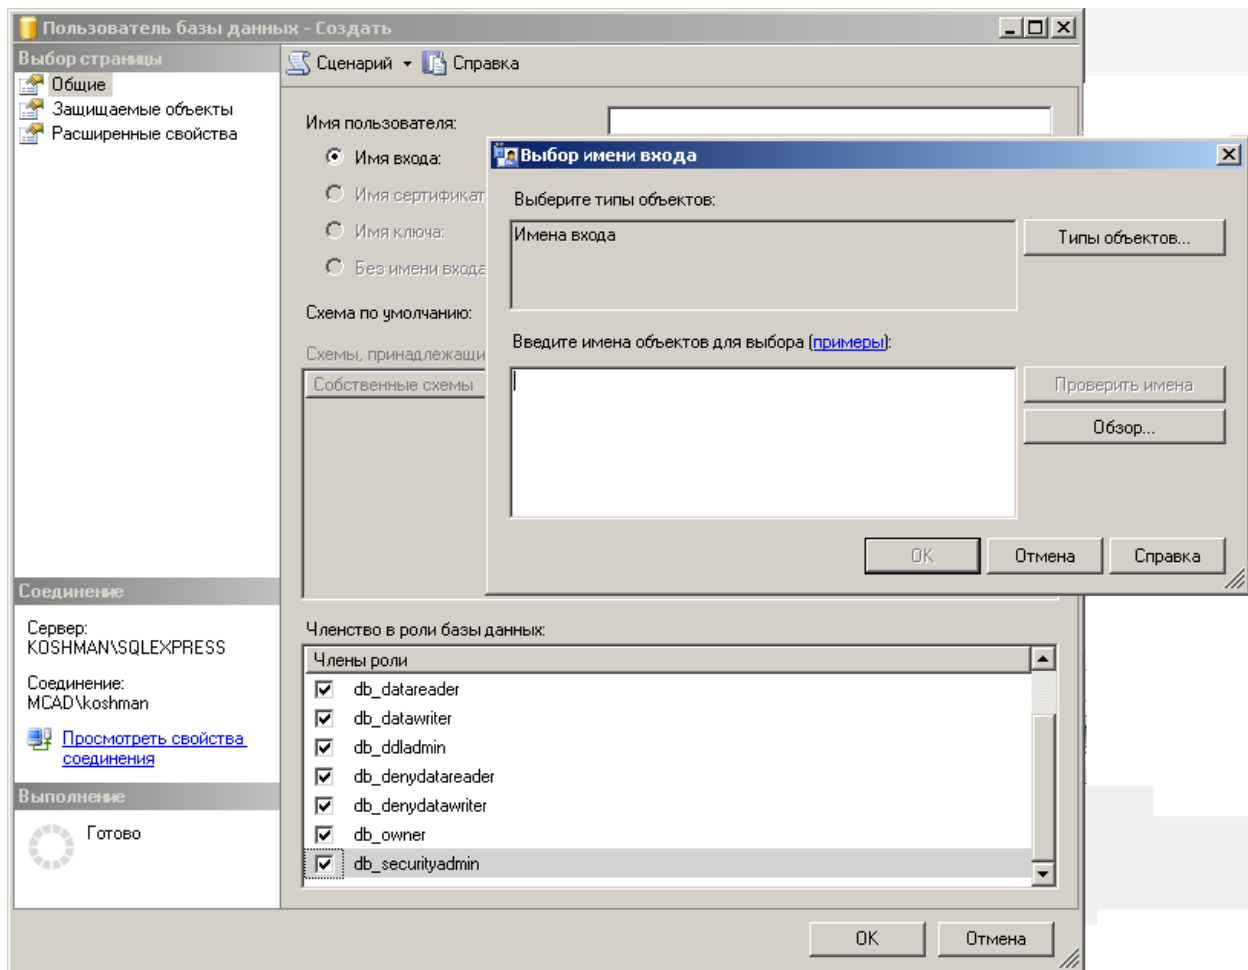 Пользователь базы данных - Создать
Выбор страницы
Общие
Защищаемые объекты
Расширенные свойства
Сценарий
Справка
Имя пользователя:
Имя входа:
Имя сертификат
Имя ключа:
Без имени входа
Схема по умолчанию:
Схемы, принадлежащи
Собственные схемы
Выбор имени входа
Выберите типы объектов:
Имена входа
Типы объектов...
Введите имена объектов для выбора (примеры):
Проверить имена
Обзор...
OK
Отмена
Справка
Соединение
Сервер:
KOSHMAN\SQLEXPRESS
Соединение:
MCAD\koshman
Просмотреть свойства
соединения
Выполнение
Готово
Членство в роли базы данных:
Члены роли
db_datareader
db_datawriter
db_ddladmin
db_denydatareader
db_denydatawriter
db_owner
db_securityadmin
OK
Отмена